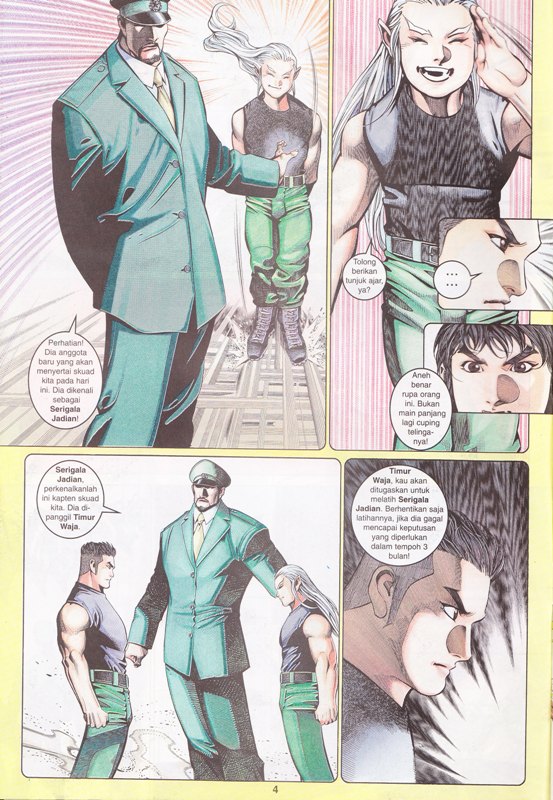 Perhatian!
Dia anggota
baru yang akan
menyertai skuad
kita pada hari
ini. Dia dikenali
sebagai
Serigala
Jadian!
Tolong
berikan
tunjuk ajar,
ya?
...
...
Aneh
benar
rupa orang
ini. Bukan
main panjang
lagi cuping
telinga-
nya!
Serigala
Jadian,
perkenalkanlah
ini kapten skuad
kita. Dia di-
panggil Timur
Waja.
Timur
Waja, kau akan
ditugaskan untuk
melatih Serigala
Jadian. Berhentikan saja
latihannya, jika dia gagal
mencapai keputusan
yang diperlukan
dalam tempoh 3
bulan!
4